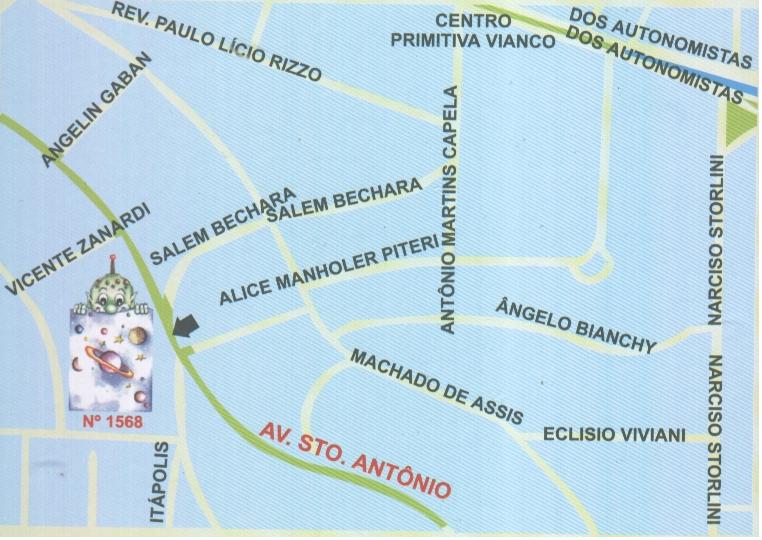 REV. PAULO LÍCIO RIZZO
CENTRO
PRIMITIVA VIANCO
DOS AUTONOMISTAS
DOS AUTONOMISTAS
ANGELIN GABAN
ANTÔNIO MARTINS CAPELA
NARCISO STORLINI
SALEM BECHARA
SALEM BECHARA
VICENTE ZANARDI
ALICE MANHOLER PITERI
ÂNGELO BIANCHY
MACHADO DE ASSIS
NARCISO STORLINI
Nº 1568
AV. STO. ANTÔNIO
ECLISIO VIVIANI
ITÁPOLIS